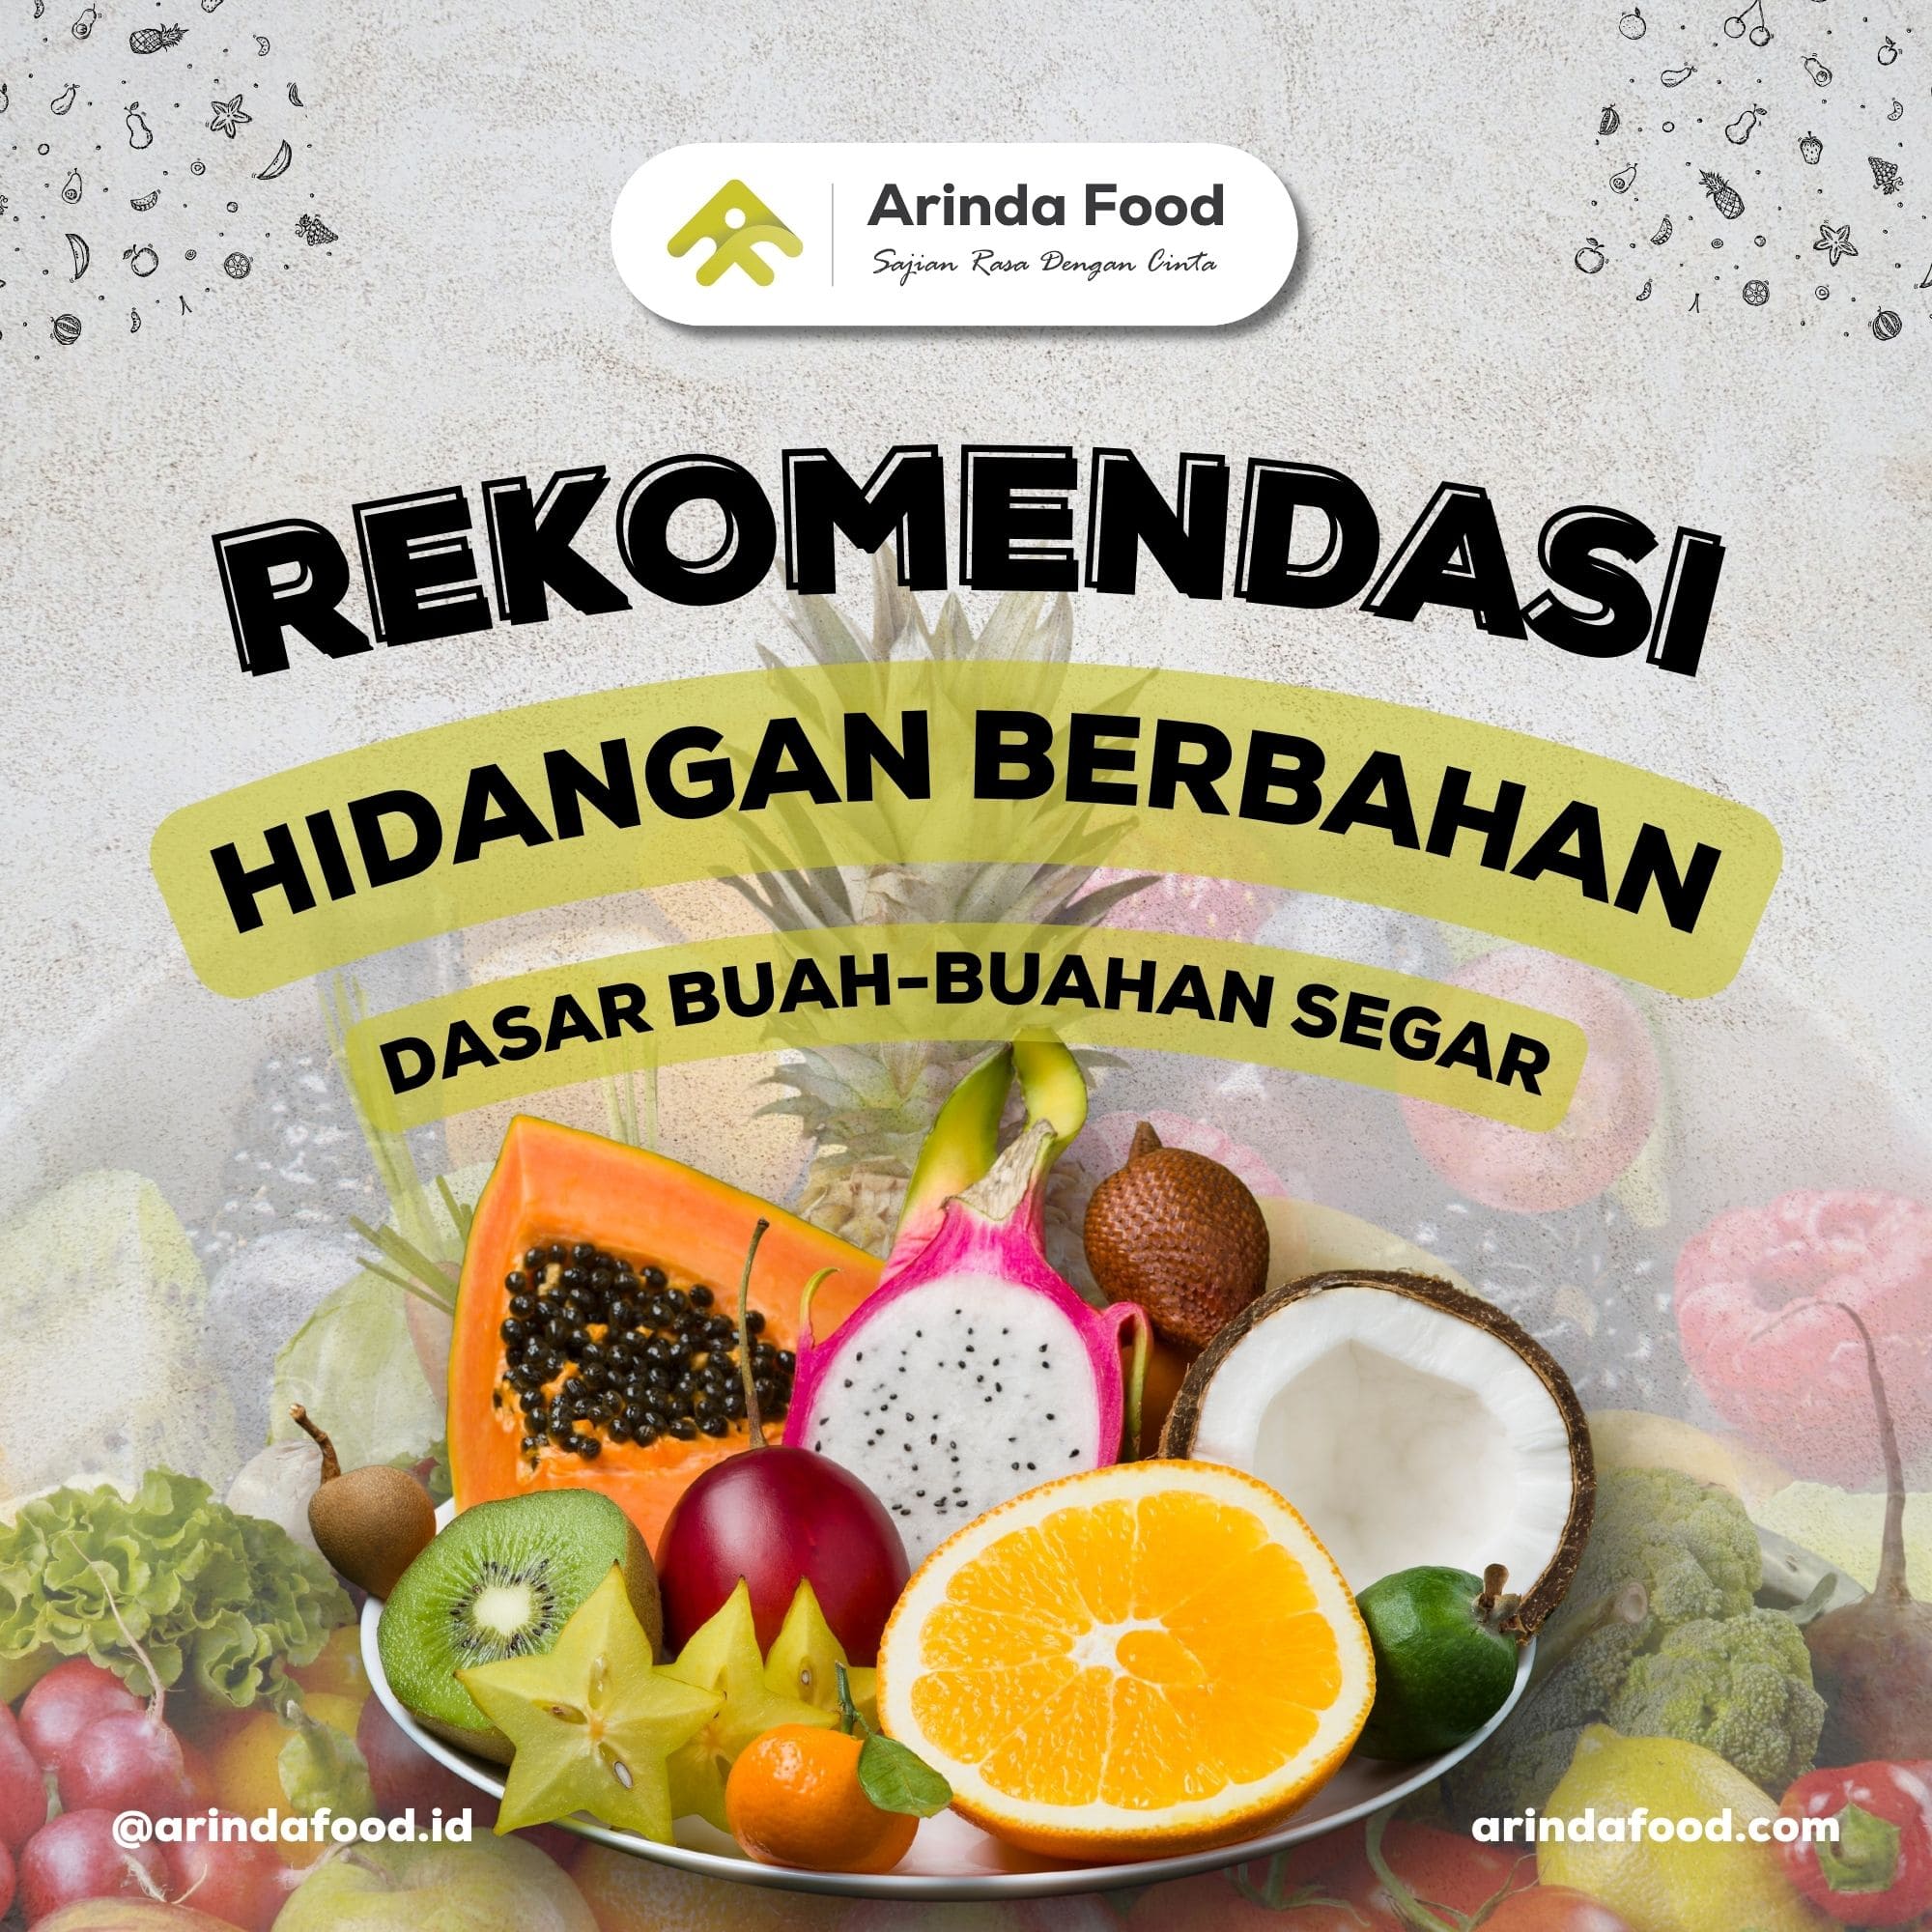 Arinda Food
Sajian Rasa Dengan Cinta
REKOMENDASI
HIDANGAN BERBAHAN
DASAR BUAH-BUAHAN SEGAR
@arindafood.id
arindafood.com